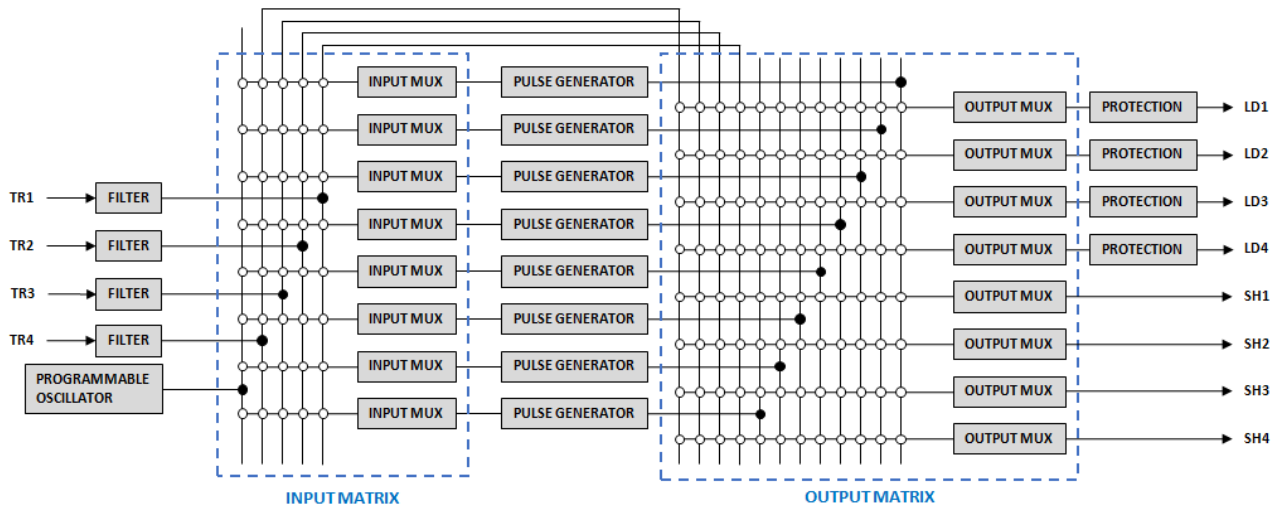 INPUT MUX PULSE GENERATOR
OUTPUT MUX PROTECTION LD1
INPUT MUX PULSE GENERATOR
OUTPUT MUX PROTECTION LD2
INPUT MUX PULSE GENERATOR
TR1 FILTER
OUTPUT MUX PROTECTION LD3
INPUT MUX PULSE GENERATOR
TR2 FILTER
OUTPUT MUX PROTECTION LD4
INPUT MUX PULSE GENERATOR
TR3 FILTER
OUTPUT MUX SH1
INPUT MUX PULSE GENERATOR
TR4 FILTER
OUTPUT MUX SH2
INPUT MUX PULSE GENERATOR
PROGRAMMABLE
OSCILLATOR
OUTPUT MUX SH3
INPUT MUX PULSE GENERATOR
OUTPUT MUX SH4
INPUT MATRIX
OUTPUT MATRIX